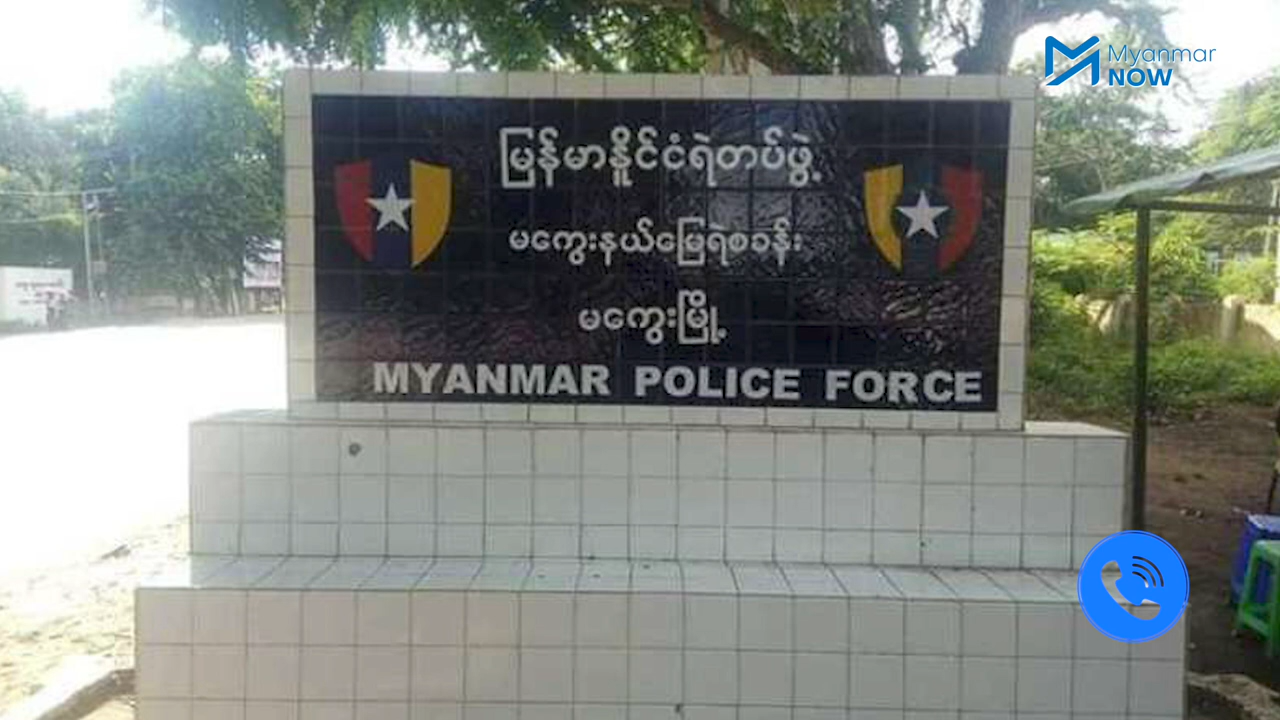 Myanmar
NOW
မြန်မာနိူင်ငံရဲတပ်ဖွဲ့
မကွေးနယ်မြေရဲစခန်း
မကွေးမြို့
MYANMAR POLICE FORCE